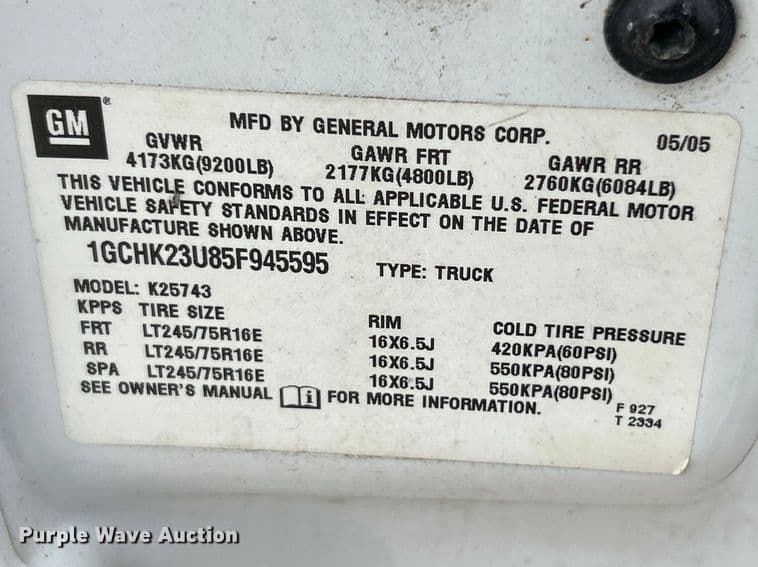 GM
MFD BY GENERAL MOTORS CORP. 05/05
GVWR GAWR FRT GAWR RR
4173KG(9200LB) 2177KG(4800LB) 2760KG(6084LB)
THIS VEHICLE CONFORMS TO ALL APPLICABLE U.S. FEDERAL MOTOR
VEHICLE SAFETY STANDARDS IN EFFECT ON THE DATE OF
MANUFACTURE SHOWN ABOVE.
1GCHK23U85F945595 TYPE: TRUCK
MODEL: K25743
KPPS TIRE SIZE RIM COLD TIRE PRESSURE
FRT LT245/75R16E 16X6.5J 420KPA(60PSI)
RR LT245/75R16E 16X6.5J 550KPA(80PSI)
SPA LT245/75R16E 16X6.5J 550KPA(80PSI)
SEE OWNER'S MANUAL i FOR MORE INFORMATION.
F 927
T 2334
Purple Wave Auction